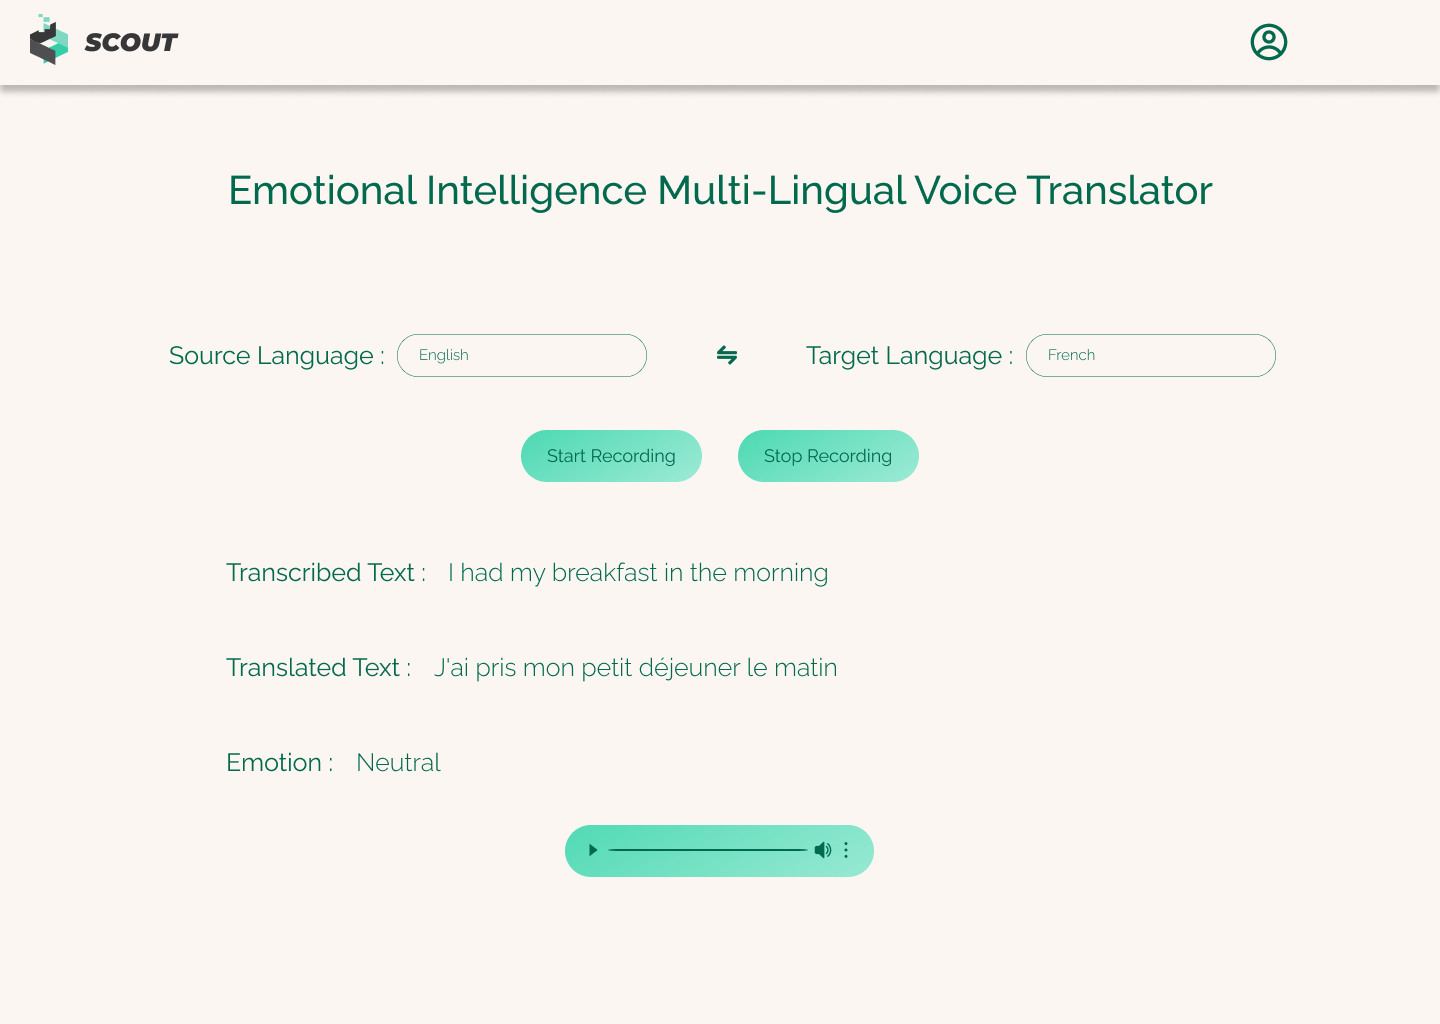 SCOUT
Emotional Intelligence Multi-Lingual Voice Translator
Source Language : English
Target Language : French
Start Recording
Stop Recording
Transcribed Text : I had my breakfast in the morning
Translated Text : J'ai pris mon petit déjeuner le matin
Emotion : Neutral